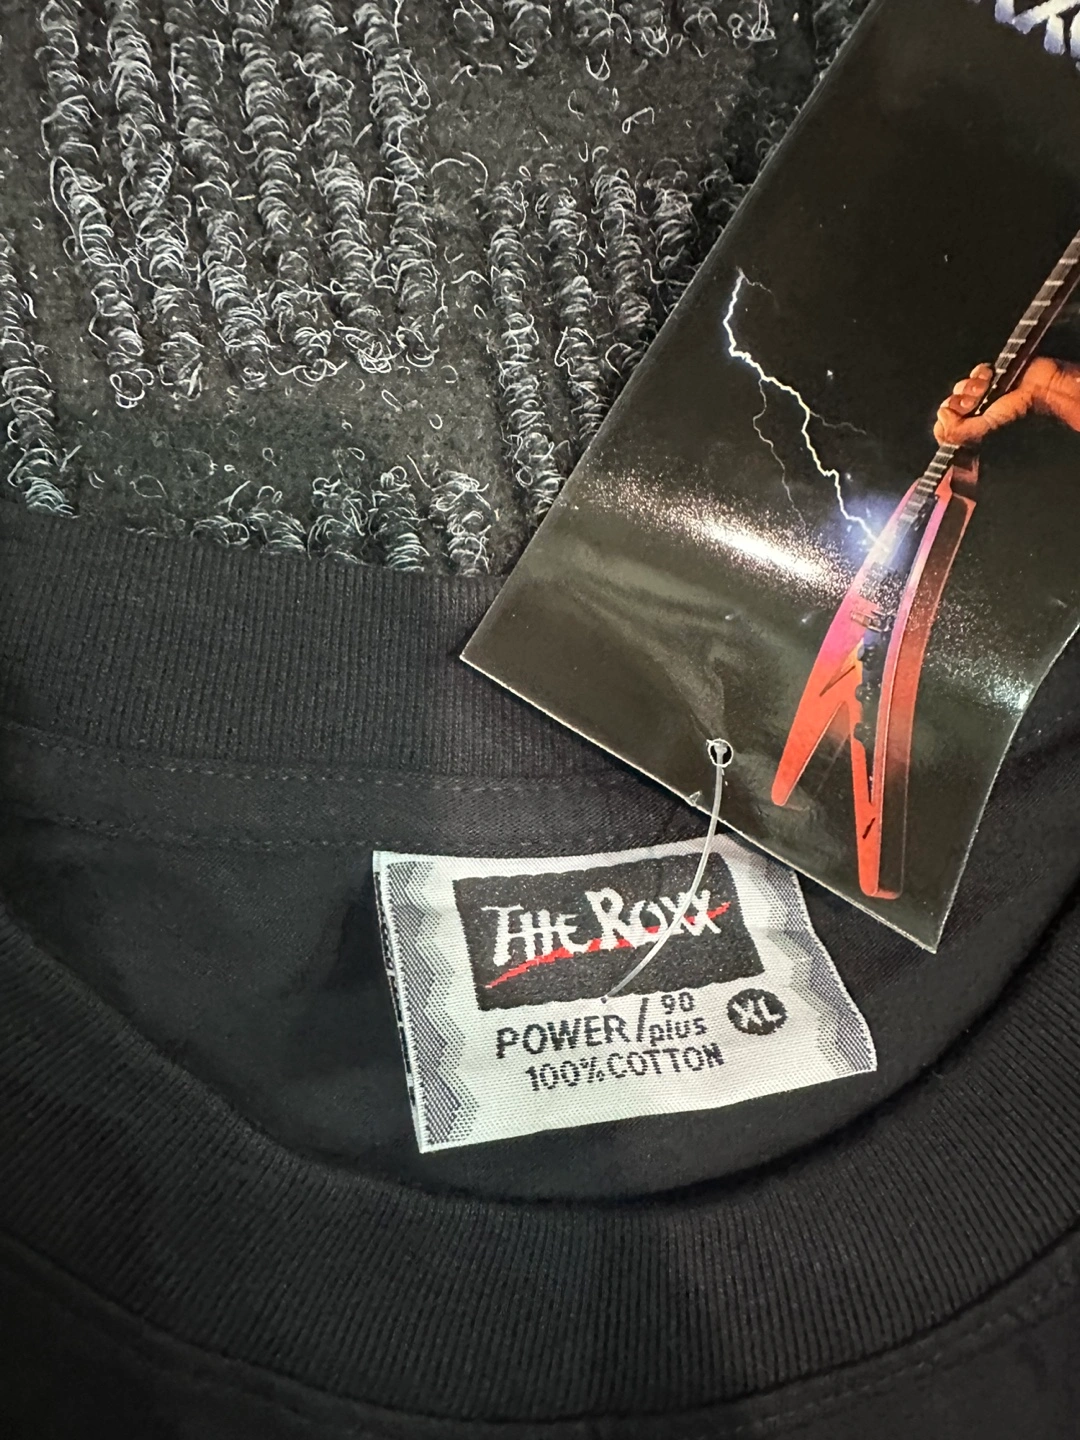 THE ROXX
POWER/90 plus XL
100% COTTON